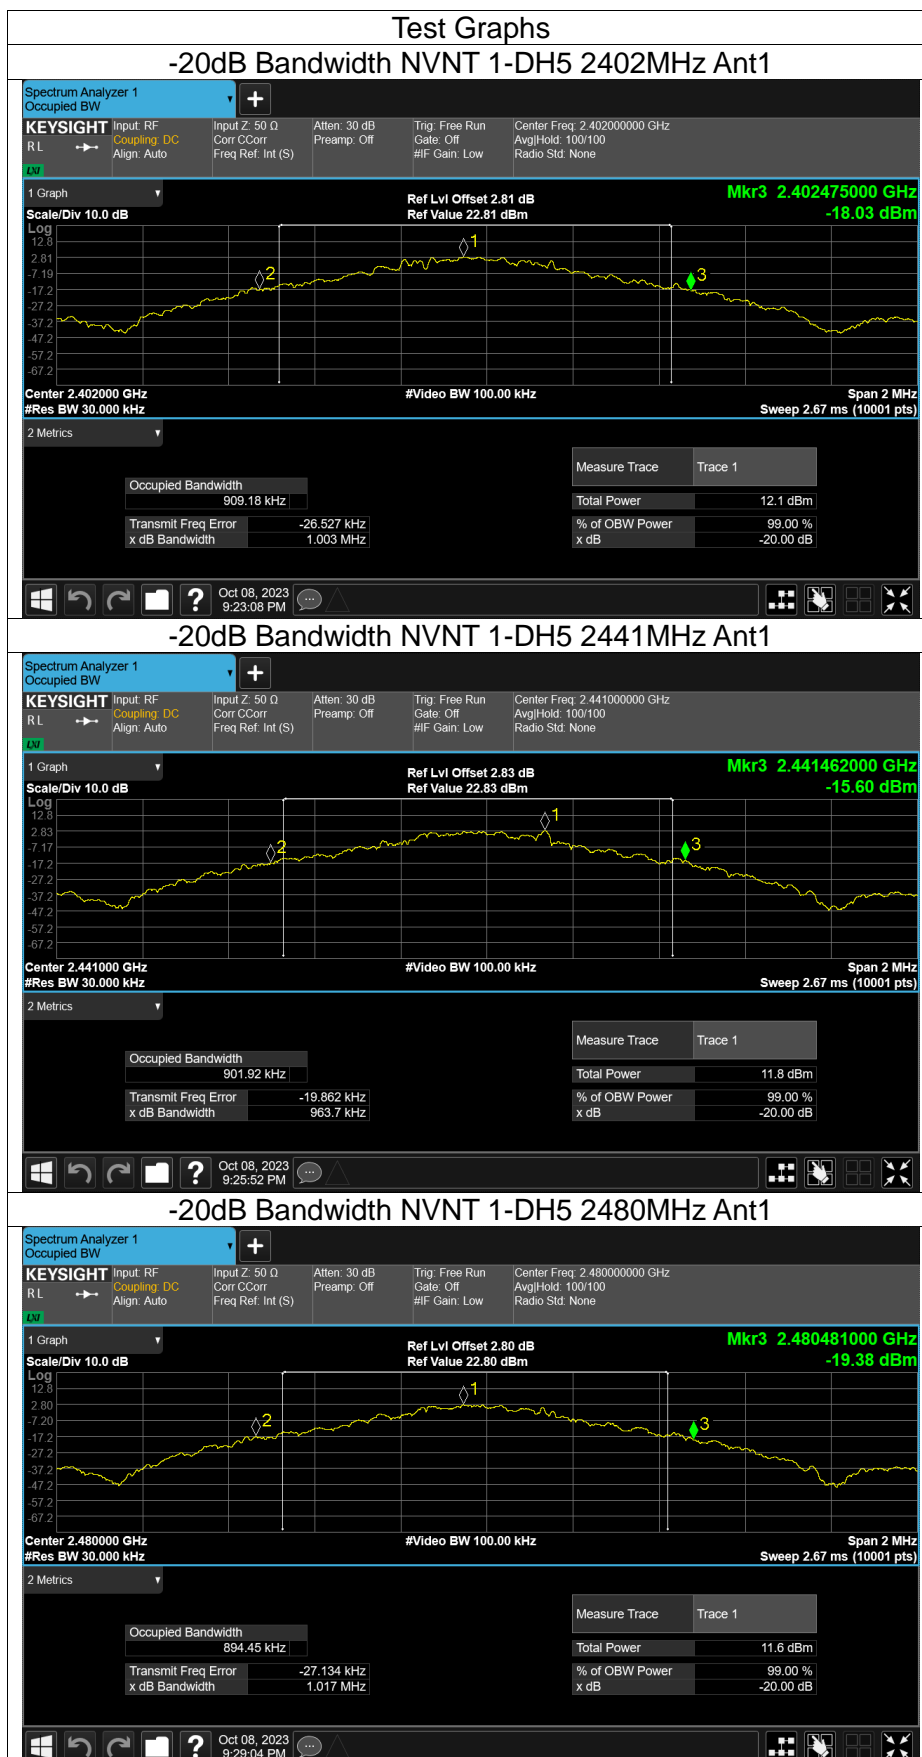 Test Graphs
-20dB Bandwidth NVNT 1-DH5 2402MHz Ant1
Spectrum Analyzer 1
Occupied BW
KEYSIGHT Input: RF Input Z: 50 Ω Atten: 30 dB Trig: Free Run Center Freq: 2.402000000 GHz
RL Coupling: DC Corr CCorr Preamp: Off Gate: Off Avg|Hold: 100/100
Align: Auto Freq Ref: Int (S) #IF Gain: Low Radio Std: None
LXI
1 Graph Ref Lvl Offset 2.81 dB Mkr3 2.402475000 GHz
Scale/Div 10.0 dB Ref Value 22.81 dBm -18.03 dBm
Log
12.8 1
2.81
-7.19 2 3
-17.2
-27.2
-37.2
-47.2
-57.2
-67.2
Center 2.402000 GHz #Video BW 100.00 kHz Span 2 MHz
#Res BW 30.000 kHz Sweep 2.67 ms (10001 pts)
2 Metrics
Measure Trace Trace 1
Occupied Bandwidth
909.18 kHz Total Power 12.1 dBm
Transmit Freq Error -26.527 kHz % of OBW Power 99.00 %
x dB Bandwidth 1.003 MHz x dB -20.00 dB
? Oct 08, 2023
9:23:08 PM
-20dB Bandwidth NVNT 1-DH5 2441MHz Ant1
Spectrum Analyzer 1
Occupied BW
KEYSIGHT Input: RF Input Z: 50 Ω Atten: 30 dB Trig: Free Run Center Freq: 2.441000000 GHz
RL Coupling: DC Corr CCorr Preamp: Off Gate: Off Avg|Hold: 100/100
Align: Auto Freq Ref: Int (S) #IF Gain: Low Radio Std: None
LXI
1 Graph Ref Lvl Offset 2.83 dB Mkr3 2.441462000 GHz
Scale/Div 10.0 dB Ref Value 22.83 dBm -15.60 dBm
Log
12.8 1
2.83
-7.17 2 3
-17.2
-27.2
-37.2
-47.2
-57.2
-67.2
Center 2.441000 GHz #Video BW 100.00 kHz Span 2 MHz
#Res BW 30.000 kHz Sweep 2.67 ms (10001 pts)
2 Metrics
Measure Trace Trace 1
Occupied Bandwidth
901.92 kHz Total Power 11.8 dBm
Transmit Freq Error -19.862 kHz % of OBW Power 99.00 %
x dB Bandwidth 963.7 kHz x dB -20.00 dB
? Oct 08, 2023
9:25:52 PM
-20dB Bandwidth NVNT 1-DH5 2480MHz Ant1
Spectrum Analyzer 1
Occupied BW
KEYSIGHT Input: RF Input Z: 50 Ω Atten: 30 dB Trig: Free Run Center Freq: 2.480000000 GHz
RL Coupling: DC Corr CCorr Preamp: Off Gate: Off Avg|Hold: 100/100
Align: Auto Freq Ref: Int (S) #IF Gain: Low Radio Std: None
LXI
1 Graph Ref Lvl Offset 2.80 dB Mkr3 2.480481000 GHz
Scale/Div 10.0 dB Ref Value 22.80 dBm -19.38 dBm
Log
12.8 1
2.80
-7.20 2 3
-17.2
-27.2
-37.2
-47.2
-57.2
-67.2
Center 2.480000 GHz #Video BW 100.00 kHz Span 2 MHz
#Res BW 30.000 kHz Sweep 2.67 ms (10001 pts)
2 Metrics
Measure Trace Trace 1
Occupied Bandwidth
894.45 kHz Total Power 11.6 dBm
Transmit Freq Error -27.134 kHz % of OBW Power 99.00 %
x dB Bandwidth 1.017 MHz x dB -20.00 dB
? Oct 08, 2023
9:29:04 PM